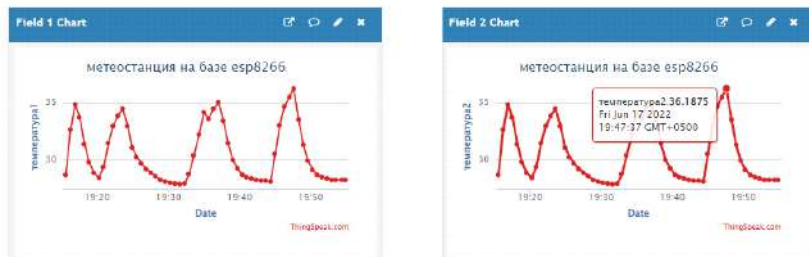 Field 1 Chart
метеостанция на базе esp8266
температура1
35
30
19:20
19:30
19:40
19:50
Date
ThingSpeak.com
Field 2 Chart
метеостанция на базе esp8266
температура2
35
30
температура2:36.1875
Fri Jun 17 2022
19:47:37 GMT+0500
19:20
19:30
19:40
19:50
Date
ThingSpeak.com